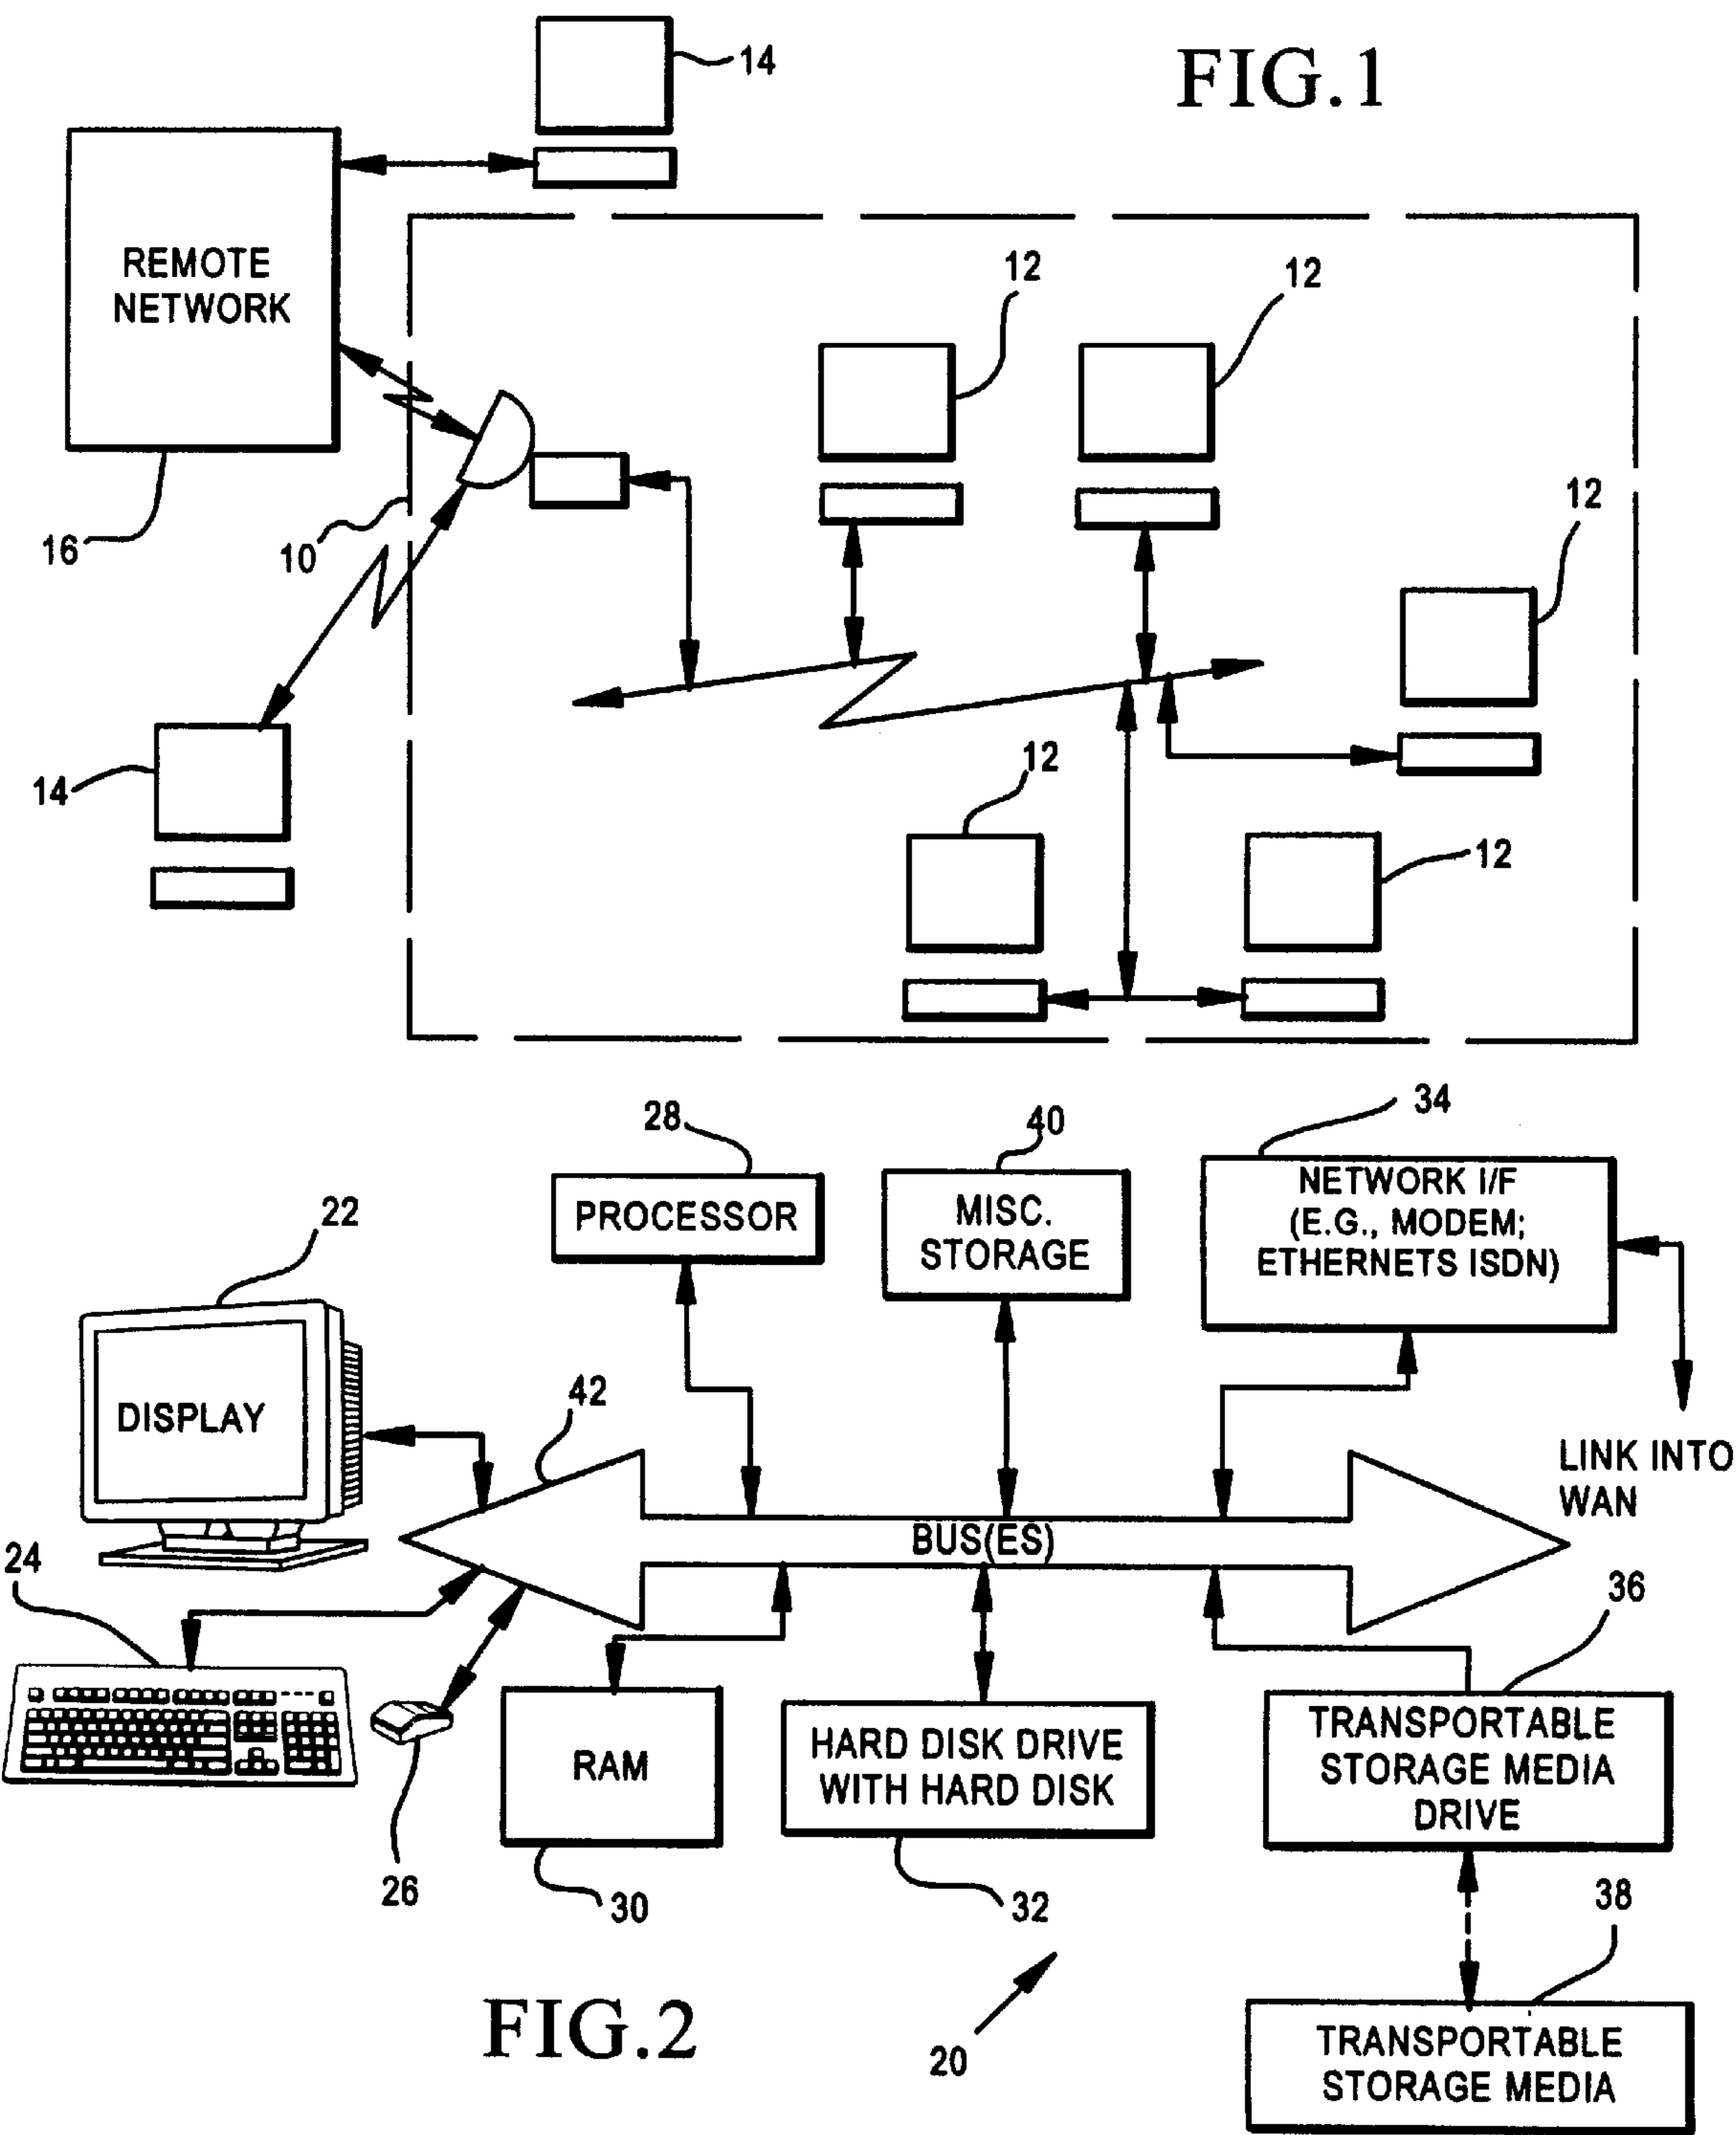 FIG.1
14
REMOTE
NETWORK
12
12
12
16
10
14
12
12
34
28
40
NETWORK I/F
(E.G., MODEM;
ETHERNETS ISDN)
PROCESSOR
MISC.
STORAGE
22
42
DISPLAY
LINK INTO
WAN
BUS(ES)
24
36
TRANSPORTABLE
STORAGE MEDIA
DRIVE
HARD DISK DRIVE
WITH HARD DISK
RAM
26
30
32
38
FIG.2
20
TRANSPORTABLE
STORAGE MEDIA